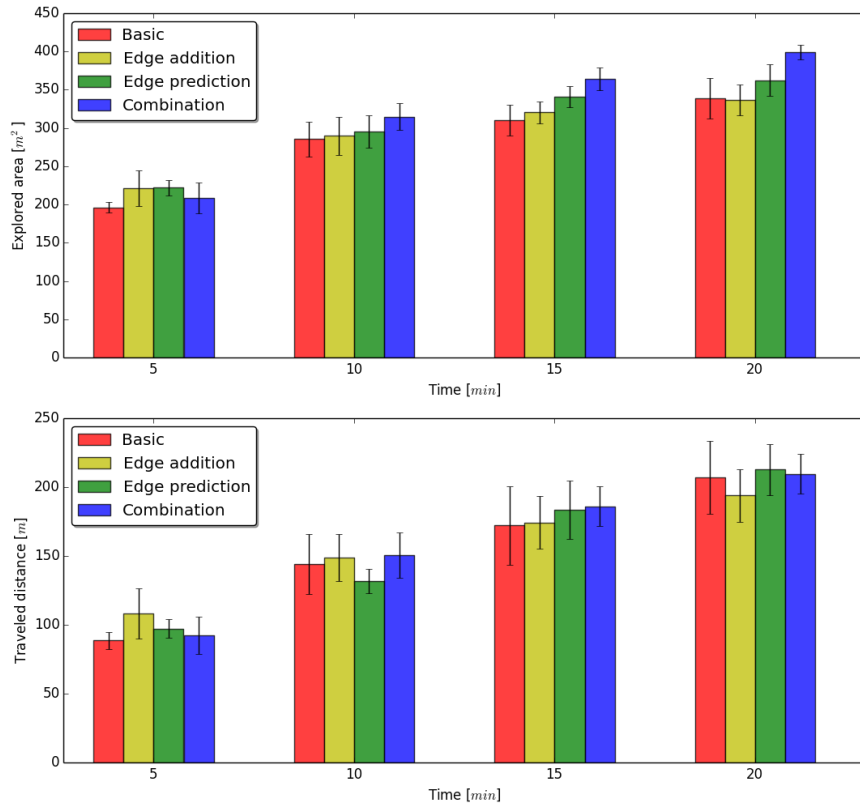 450
400
350
300
250
200
150
100
50
0
Explored area [m²]
Basic
Edge addition
Edge prediction
Combination
5 10 15 20
Time [min]
250
200
150
100
50
0
Traveled distance [m]
Basic
Edge addition
Edge prediction
Combination
5 10 15 20
Time [min]